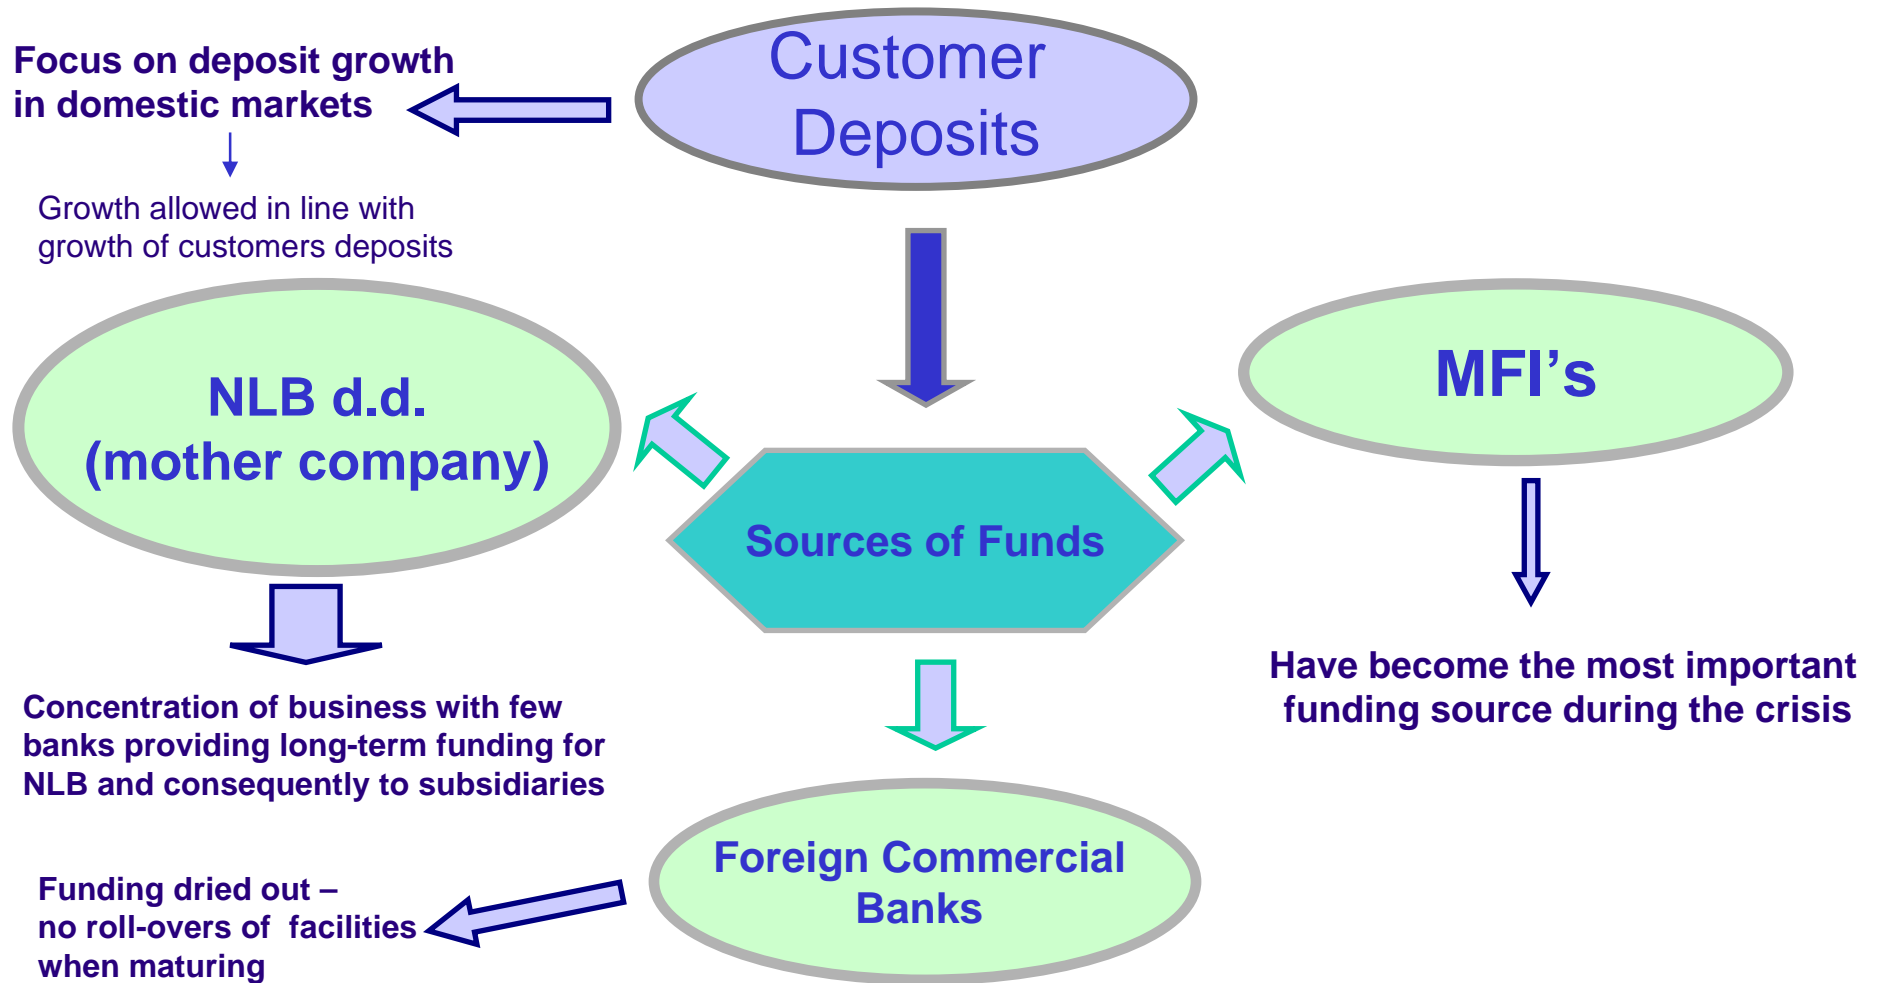 Customer
Deposits
Focus on deposit growth
in domestic markets
Growth allowed in line with
growth of customers deposits
NLB d.d.
(mother company)
MFI’s
Sources of Funds
Concentration of business with few
banks providing long-term funding for
NLB and consequently to subsidiaries
Have become the most important
funding source during the crisis
Foreign Commercial
Banks
Funding dried out –
no roll-overs of facilities
when maturing